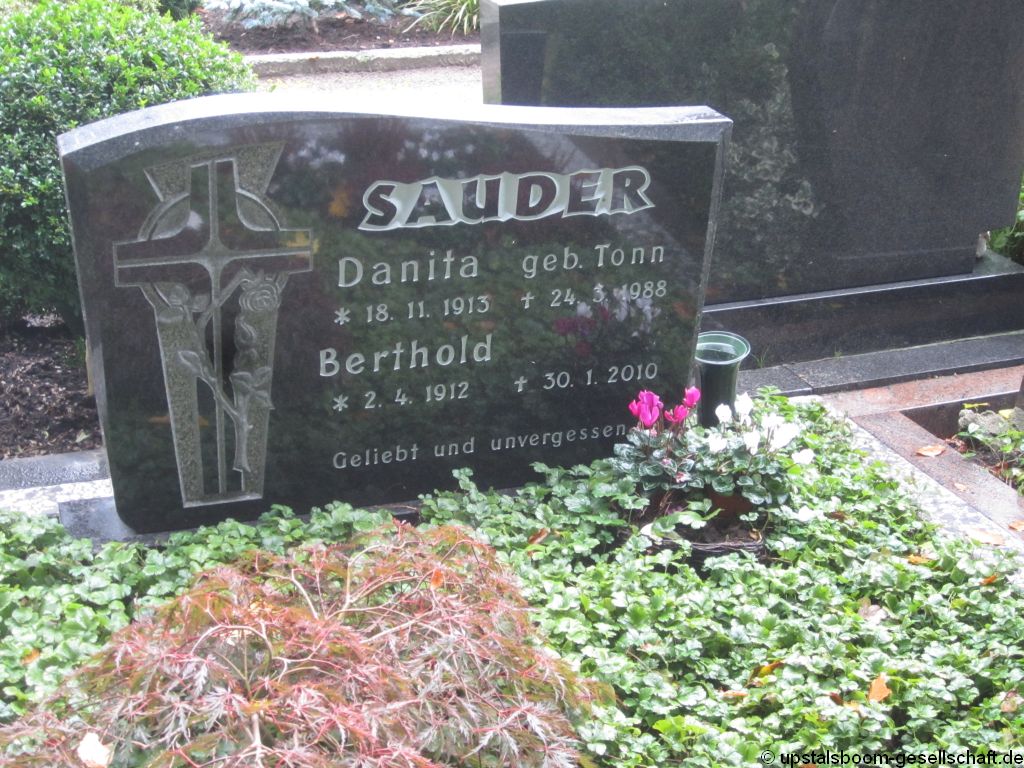 SAUDER
Danita geb. Tonn
* 18. 11. 1913 † 24. 3. 1988
Berthold
* 2. 4. 1912 † 30. 1. 2010
Geliebt und unvergessen
© upstalsboom-gesellschaft.de